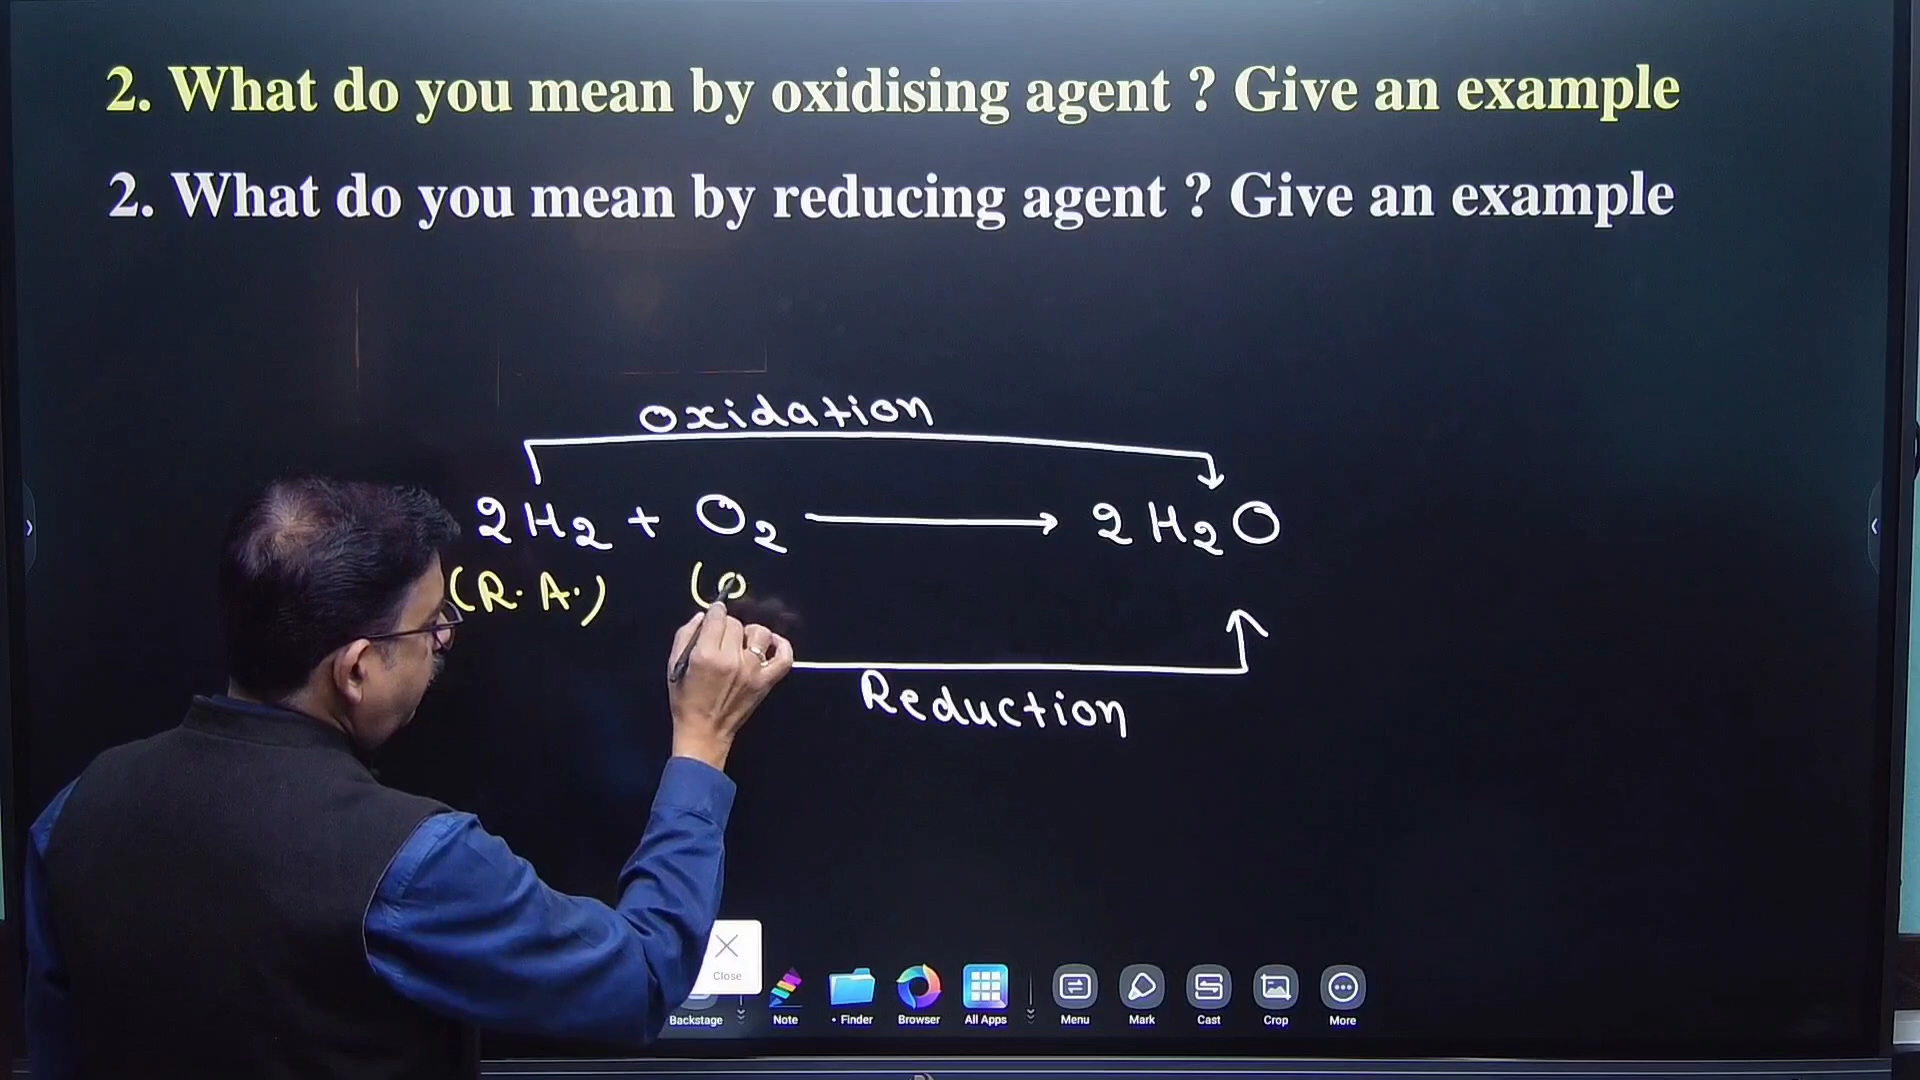 2. What do you mean by oxidising agent ? Give an example
2. What do you mean by reducing agent ? Give an example
Oxidation
2H2 + O2 → 2H2O
(R.A.) (O
Reduction
Close
Backstage Note • Finder Browser All Apps Menu Mark Cast Crop More